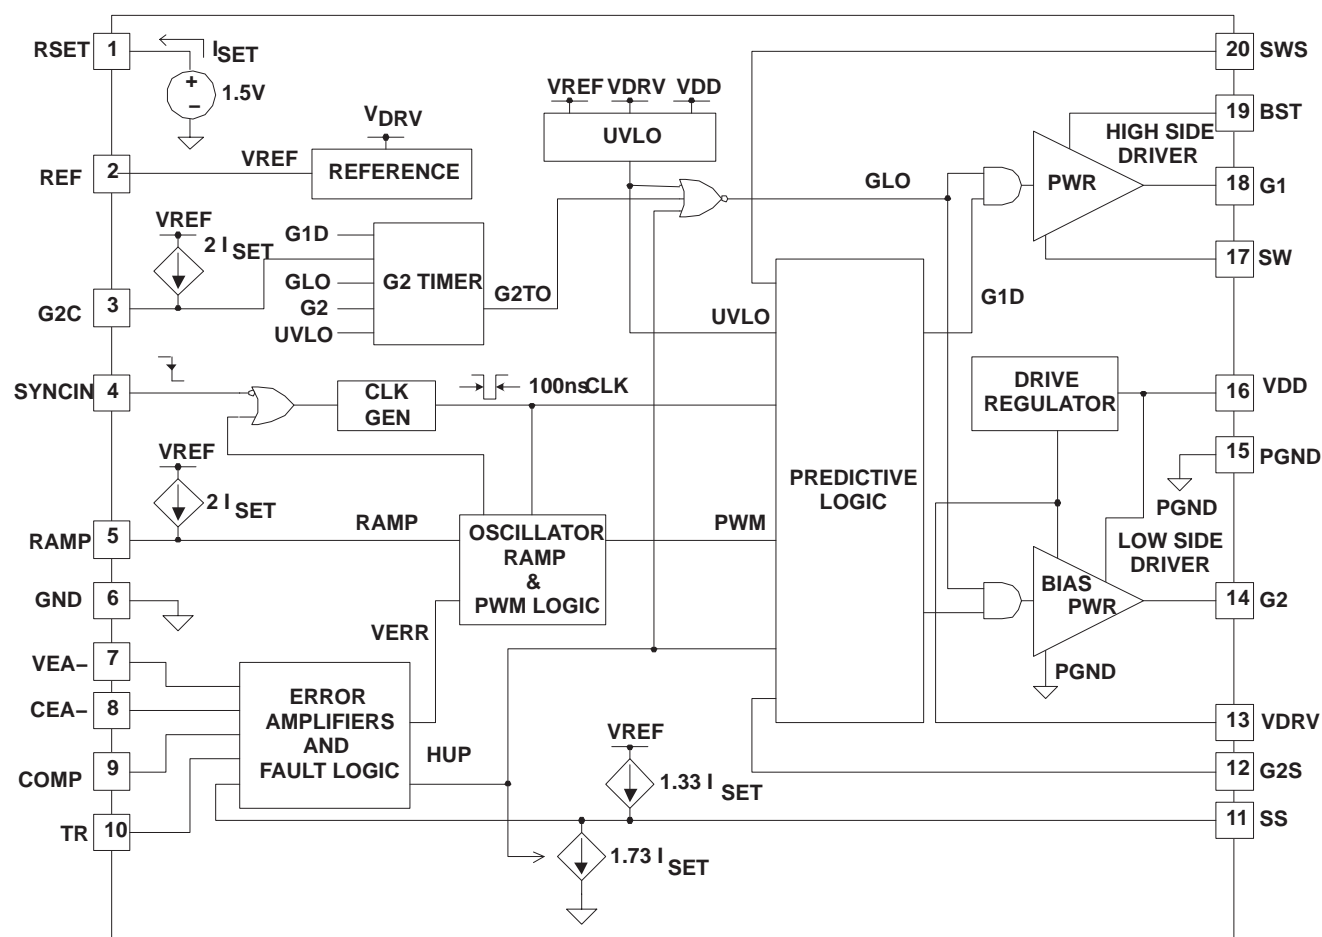 RSET 1
I SET
+
−
1.5V
20 SWS
VREF VDRV VDD
UVLO
19 BST
HIGH SIDE
DRIVER
VDRV
REF 2
VREF
REFERENCE
GLO
PWR
18 G1
VREF
2 I SET
G1D
GLO
G2
UVLO
G2 TIMER
G2TO
17 SW
G2C 3
UVLO
G1D
SYNCIN 4
CLK
GEN
100ns
CLK
DRIVE
REGULATOR
16 VDD
15 PGND
PGND
VREF
2 I SET
PREDICTIVE
LOGIC
RAMP 5
RAMP
OSCILLATOR
RAMP
&
PWM LOGIC
PWM
LOW SIDE
DRIVER
GND 6
BIAS
PWR
14 G2
VERR
PGND
VEA− 7
CEA− 8
ERROR
AMPLIFIERS
AND
FAULT LOGIC
HUP
VREF
13 VDRV
COMP 9
1.33 I SET
12 G2S
TR 10
11 SS
1.73 I SET